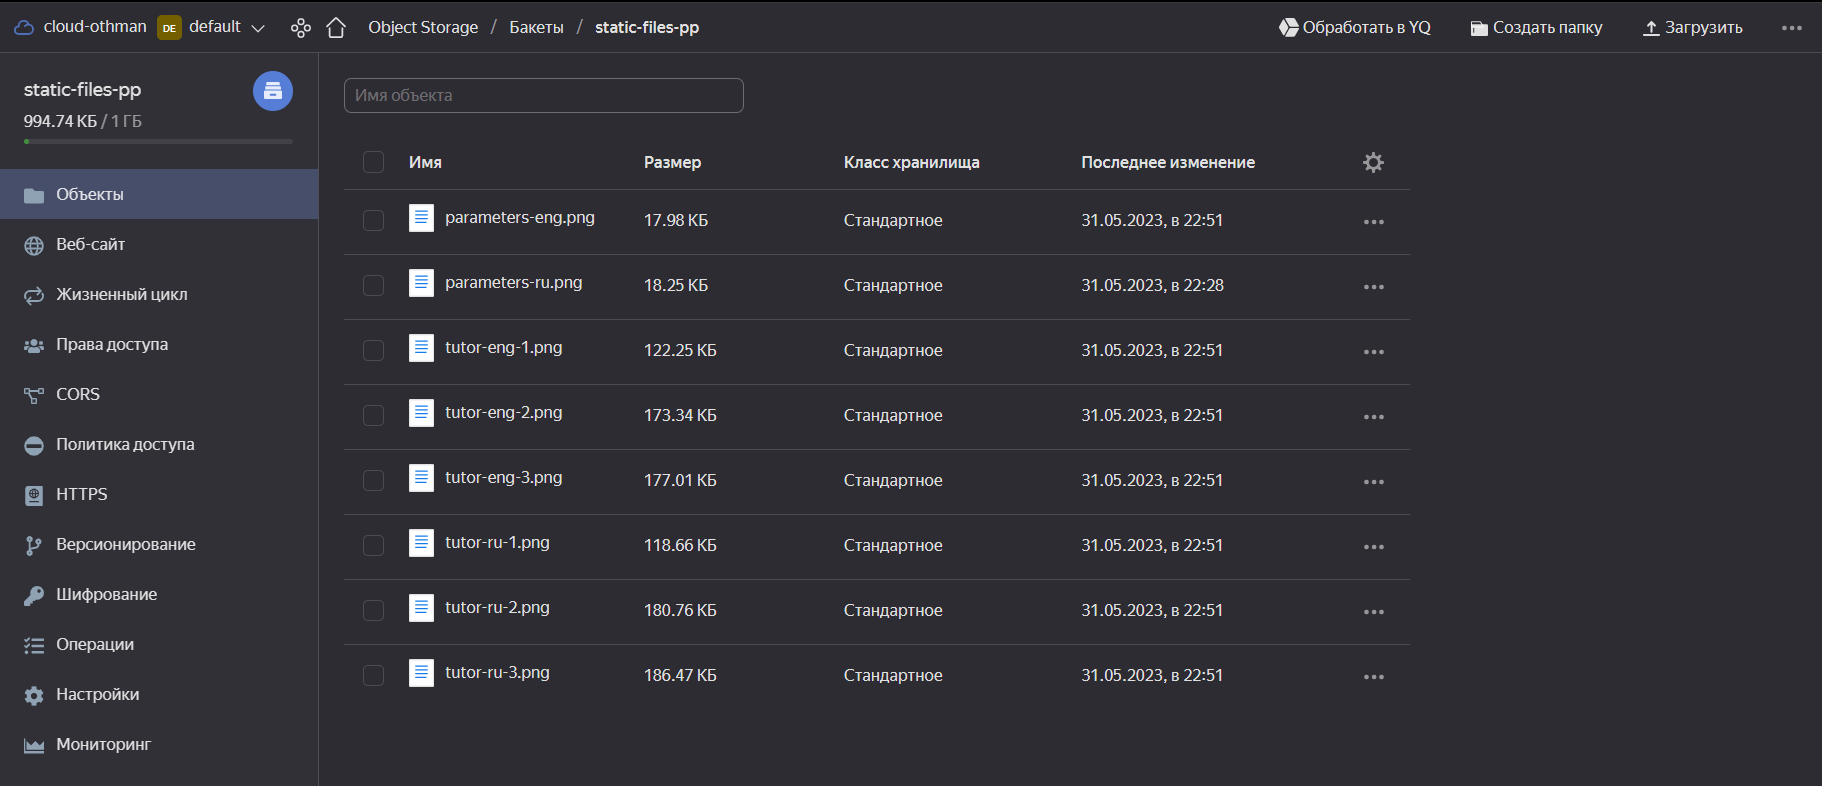 cloud-othman DE default Object Storage / Бакеты / static-files-pp Обработать в YQ Создать папку Загрузить
static-files-pp
994.74 КБ / 1 ГБ
Объекты
Веб-сайт
Жизненный цикл
Права доступа
CORS
Политика доступа
HTTPS
Версионирование
Шифрование
Операции
Настройки
Мониторинг
Имя объекта
Имя Размер Класс хранилища Последнее изменение
parameters-eng.png 17.98 КБ Стандартное 31.05.2023, в 22:51
parameters-ru.png 18.25 КБ Стандартное 31.05.2023, в 22:28
tutor-eng-1.png 122.25 КБ Стандартное 31.05.2023, в 22:51
tutor-eng-2.png 173.34 КБ Стандартное 31.05.2023, в 22:51
tutor-eng-3.png 177.01 КБ Стандартное 31.05.2023, в 22:51
tutor-ru-1.png 118.66 КБ Стандартное 31.05.2023, в 22:51
tutor-ru-2.png 180.76 КБ Стандартное 31.05.2023, в 22:51
tutor-ru-3.png 186.47 КБ Стандартное 31.05.2023, в 22:51